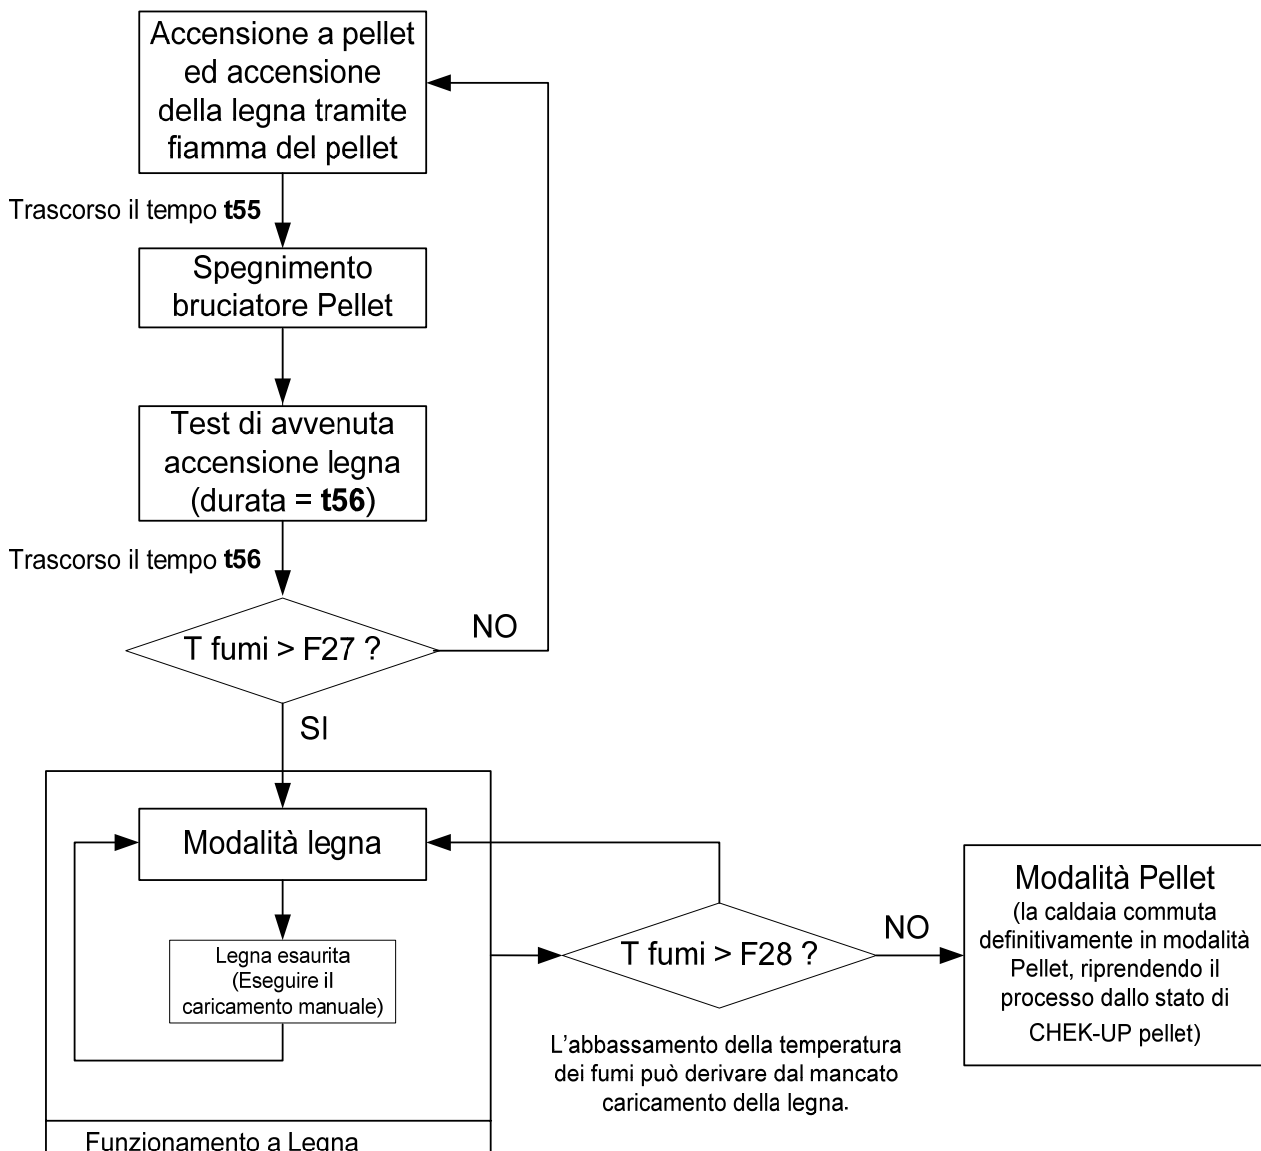 Accensione a pellet
ed accensione
della legna tramite
fiamma del pellet
Trascorso il tempo t55
Spegnimento
bruciatore Pellet
Test di avvenuta
accensione legna
(durata = t56)
Trascorso il tempo t56
T fumi > F27 ?
NO
SI
Modalità legna
Legna esaurita
(Eseguire il
caricamento manuale)
Funzionamento a Legna
T fumi > F28 ?
NO
L'abbassamento della temperatura
dei fumi può derivare dal mancato
caricamento della legna.
Modalità Pellet
(la caldaia commuta
definitivamente in modalità
Pellet, riprendendo il
processo dallo stato di
CHEK-UP pellet)